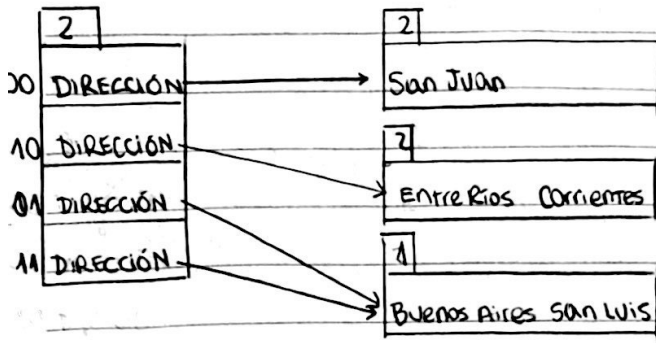 2
00 DIRECCIÓN
10 DIRECCIÓN
01 DIRECCIÓN
11 DIRECCIÓN
2
San Juan
2
Entre Rios Corrientes
1
Buenos Aires San Luis